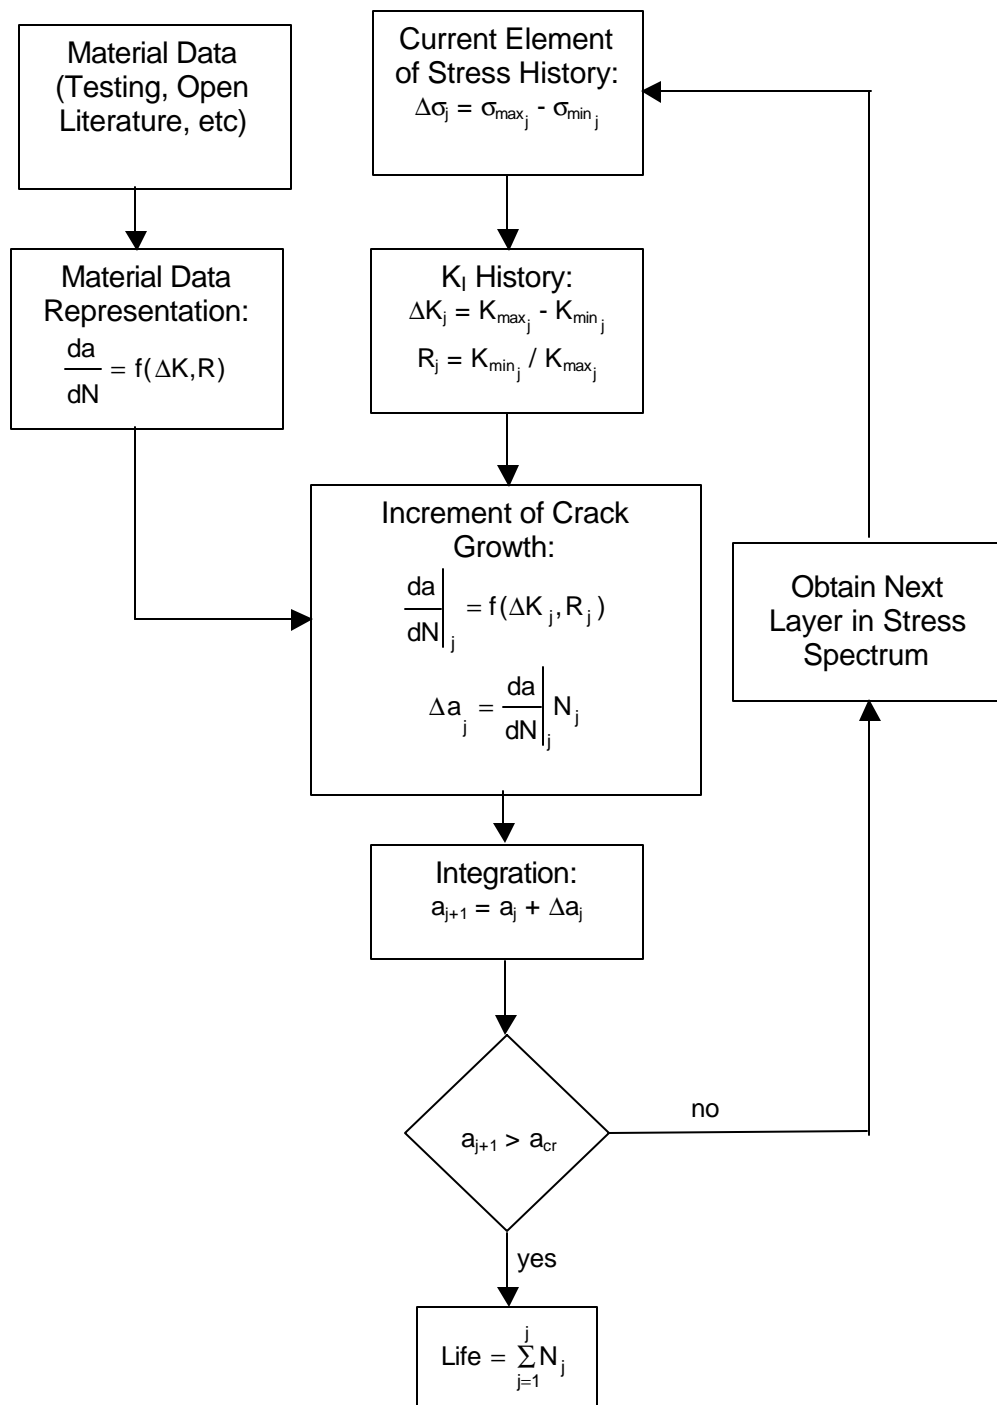 Material Data
(Testing, Open
Literature, etc)
Current Element
of Stress History:
Δσj = σmaxj - σminj
Material Data
Representation:
da/dN = f(ΔK,R)
KI History:
ΔKj = Kmaxj - Kminj
Rj = Kminj / Kmaxj
Increment of Crack
Growth:
da/dN|j = f(ΔKj,Rj)
Δaj = da/dN|j Nj
Obtain Next
Layer in Stress
Spectrum
Integration:
aj+1 = aj + Δaj
aj+1 > acr
no
yes
Life = j∑j=1 Nj